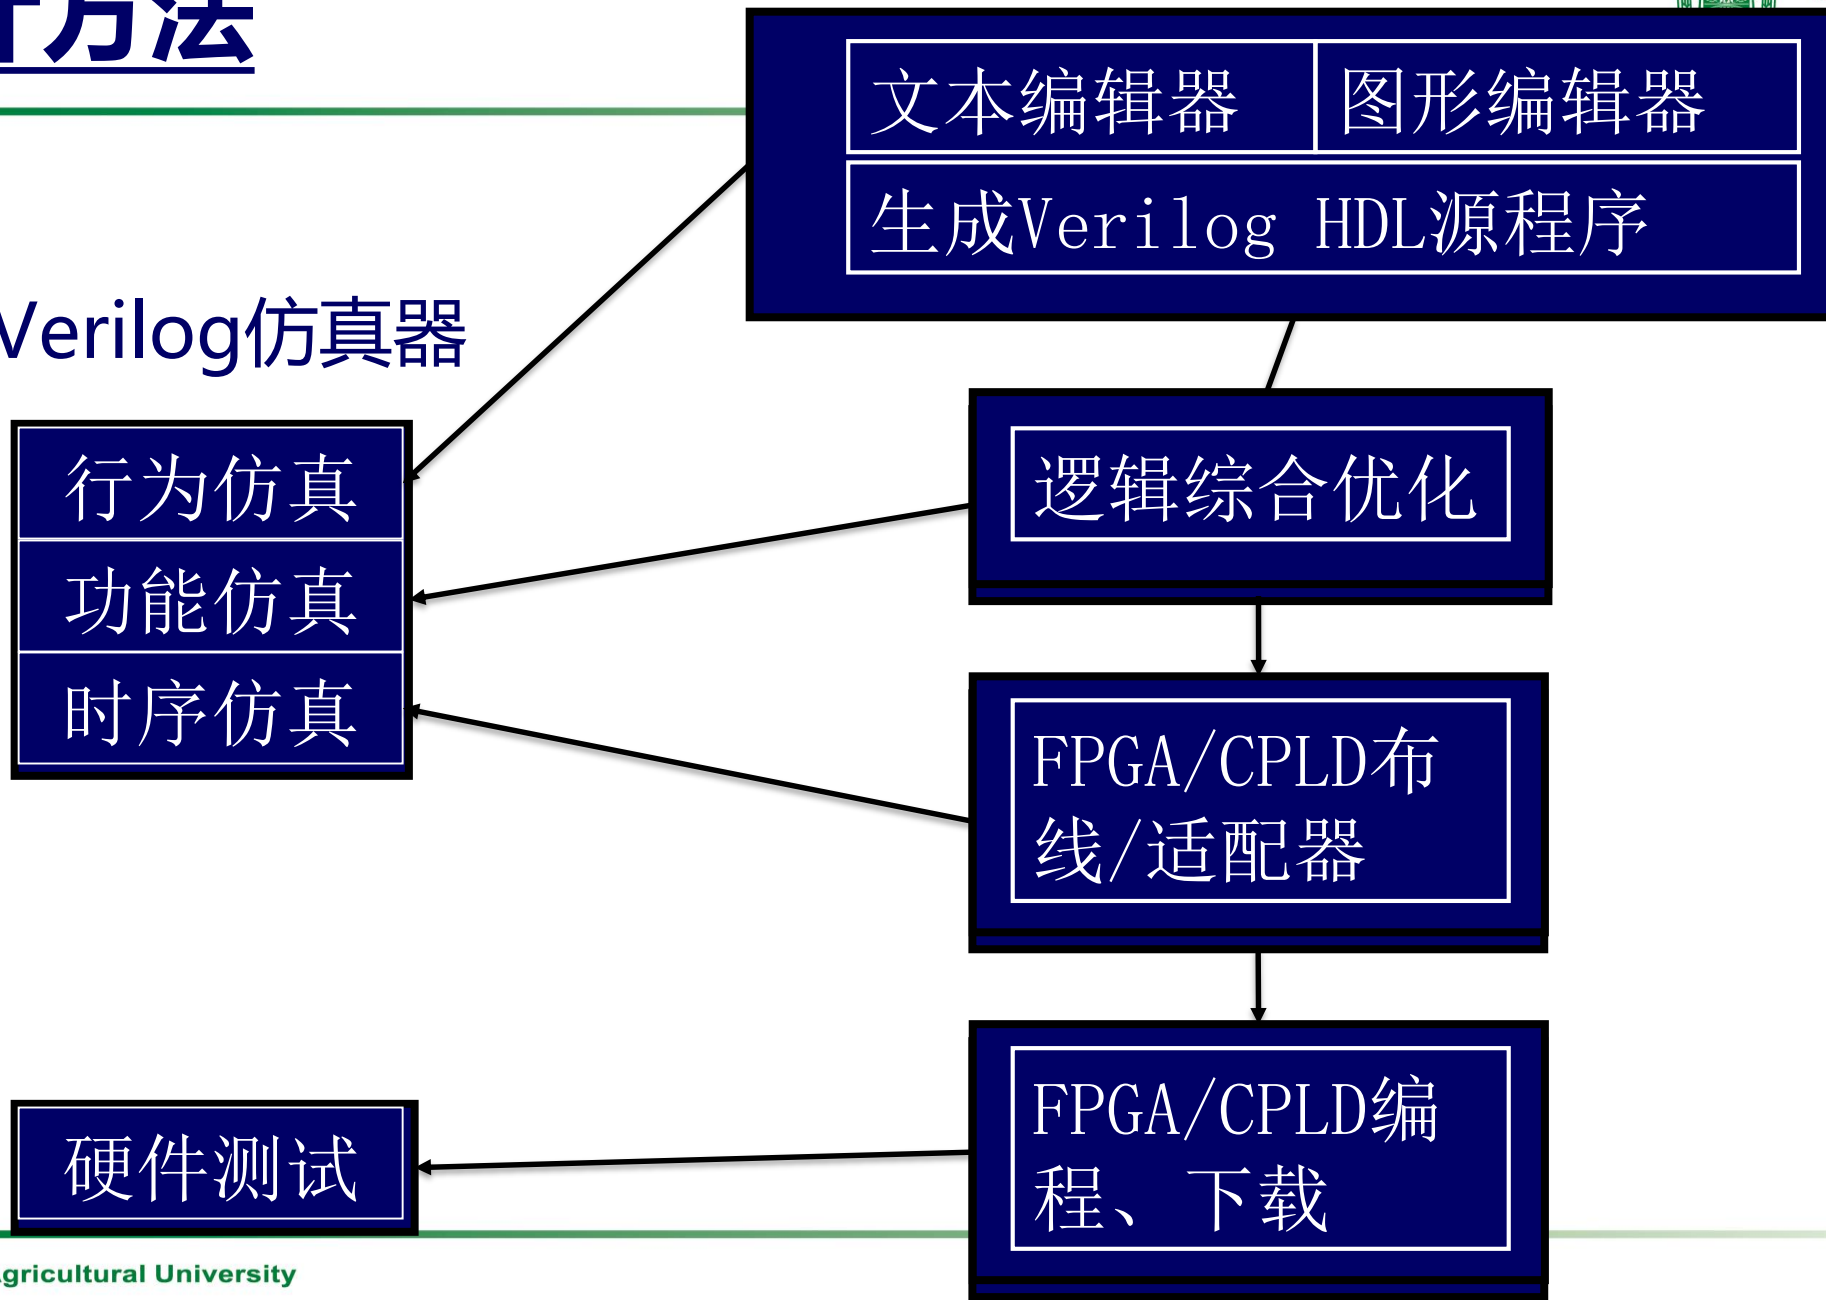 方法
文本编辑器 图形编辑器
生成Verilog HDL源程序
Verilog仿真器
行为仿真
功能仿真
时序仿真
逻辑综合优化
FPGA/CPLD布
线/适配器
FPGA/CPLD编
程、下载
硬件测试
gricultural University